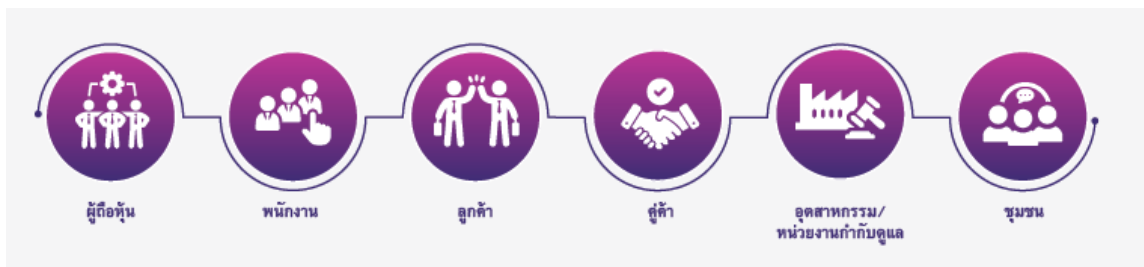 ผู้ถือหุ้น
พนักงาน
ลูกค้า
คู่ค้า
อุตสาหกรรม/
หน่วยงานกำกับดูแล
ชุมชน